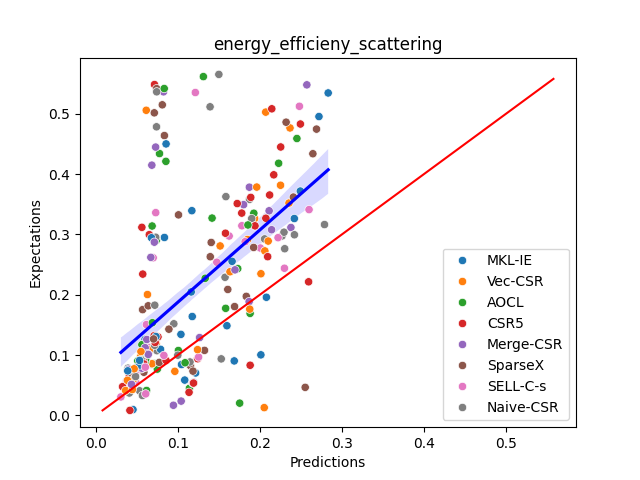 energy_efficieny_scattering
Expectations
0.5
0.4
0.3
0.2
0.1
0.0
0.0 0.1 0.2 0.3 0.4 0.5
Predictions
MKL-IE
Vec-CSR
AOCL
CSR5
Merge-CSR
SparseX
SELL-C-s
Naive-CSR